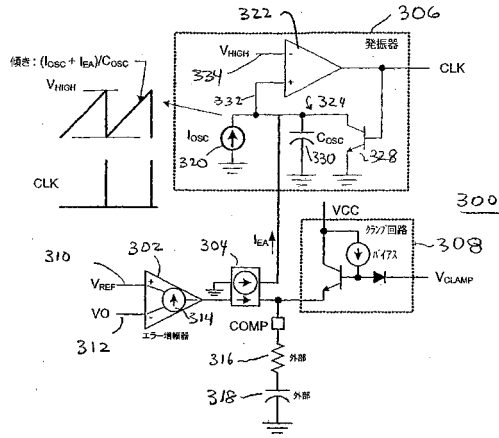 322
306
発振器
傾き：(IOSC + IEA)/COSC
VHIGH
VHIGH
334
332
CLK
324
IOSC
COSC
320
330
328
CLK
300
VCC
クランプ回路
308
バイアス
VCLAMP
IEA
304
302
310
VREF
VO
312
314
エラー増幅器
COMP
316
外部
318
外部